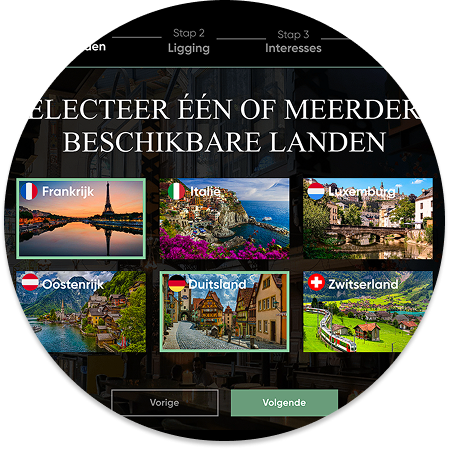 den
Stap 2
Ligging
Stap 3
Interesses
ELECTEER ÉÉN OF MEERDER
BESCHIKBARE LANDEN
Frankrijk
Italië
Luxemburg
Oostenrijk
Duitsland
Zwitserland
Vorige
Volgende